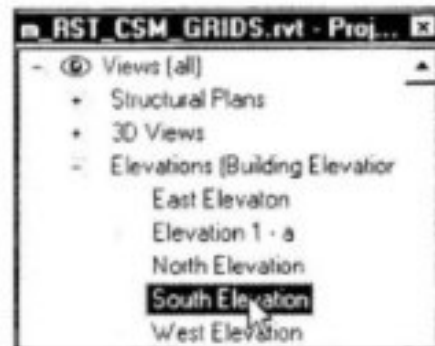 m_RST_CSM_GRIDS.rvt - Proj...
- Views (all)
+ Structural Plans
+ 3D Views
- Elevations (Building Elevation
East Elevaton
Elevation 1 - a
North Elevation
South Elevation
West Elevation